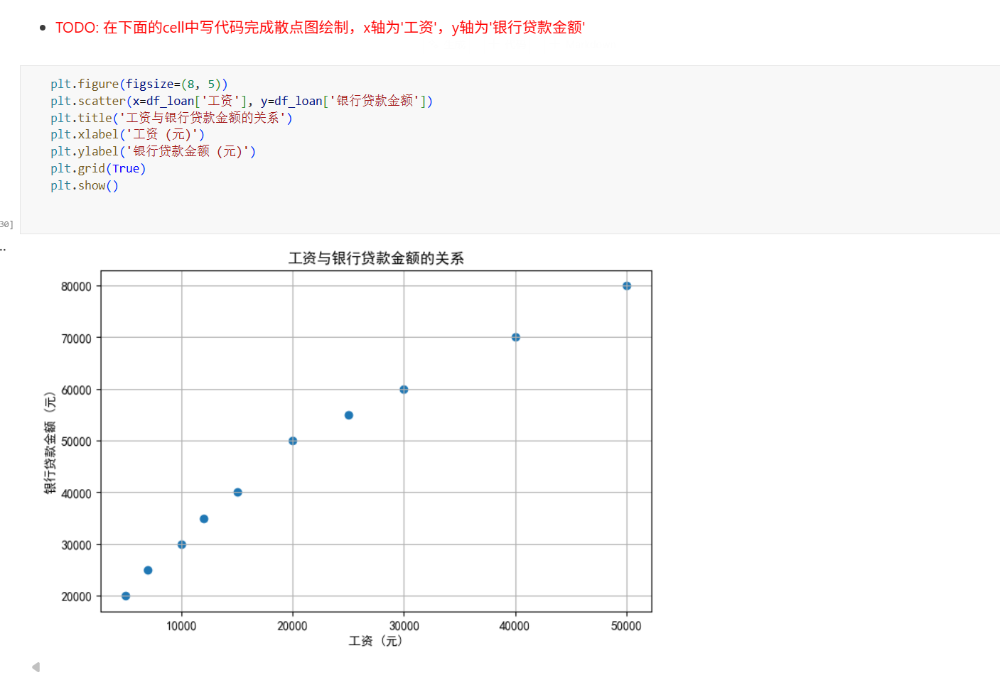 TODO: 在下面的cell中写代码完成散点图绘制，x轴为'工资'，y轴为'银行贷款金额'
plt.figure(figsize=(8, 5))
plt.scatter(x=df_loan['工资'], y=df_loan['银行贷款金额'])
plt.title('工资与银行贷款金额的关系')
plt.xlabel('工资 (元)')
plt.ylabel('银行贷款金额 (元)')
plt.grid(True)
plt.show()
30]
..
工资与银行贷款金额的关系
80000
70000
60000
50000
40000
30000
20000
银行贷款金额 (元)
10000 20000 30000 40000 50000
工资 (元)